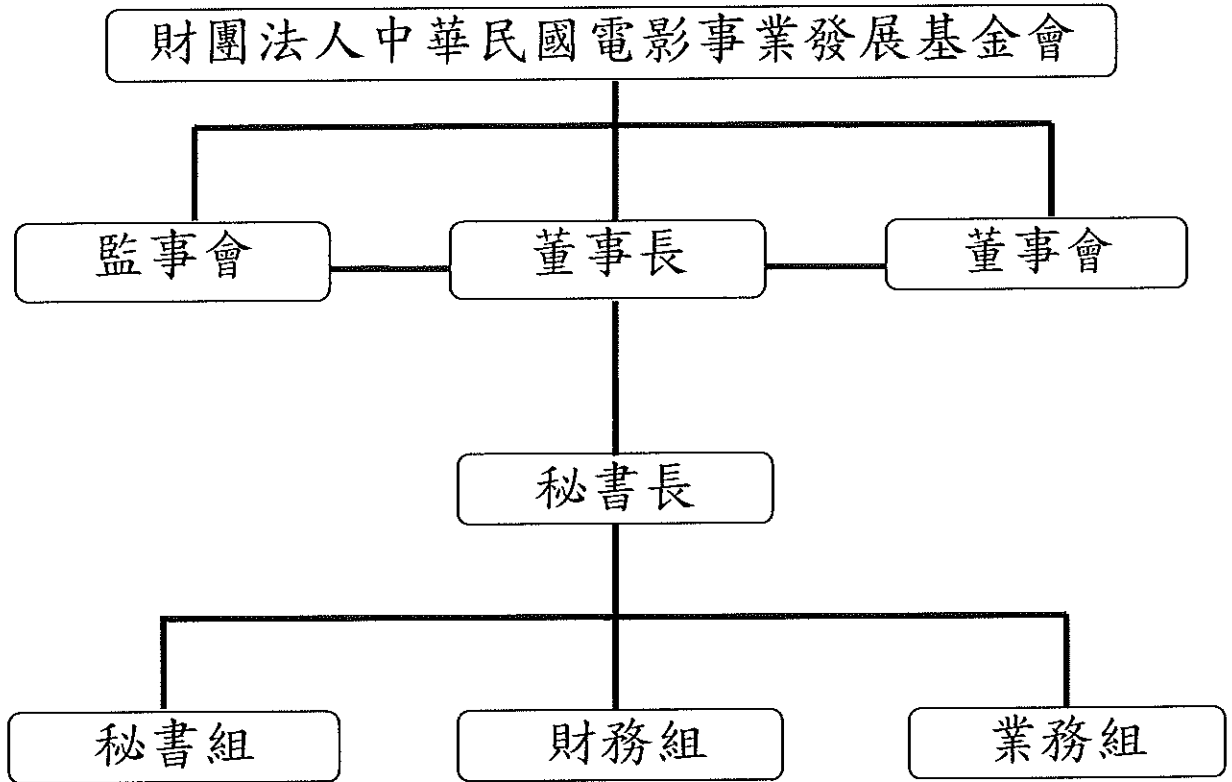 財團法人中華民國電影事業發展基金會
監事會
董事長
董事會
秘書長
秘書組
財務組
業務組